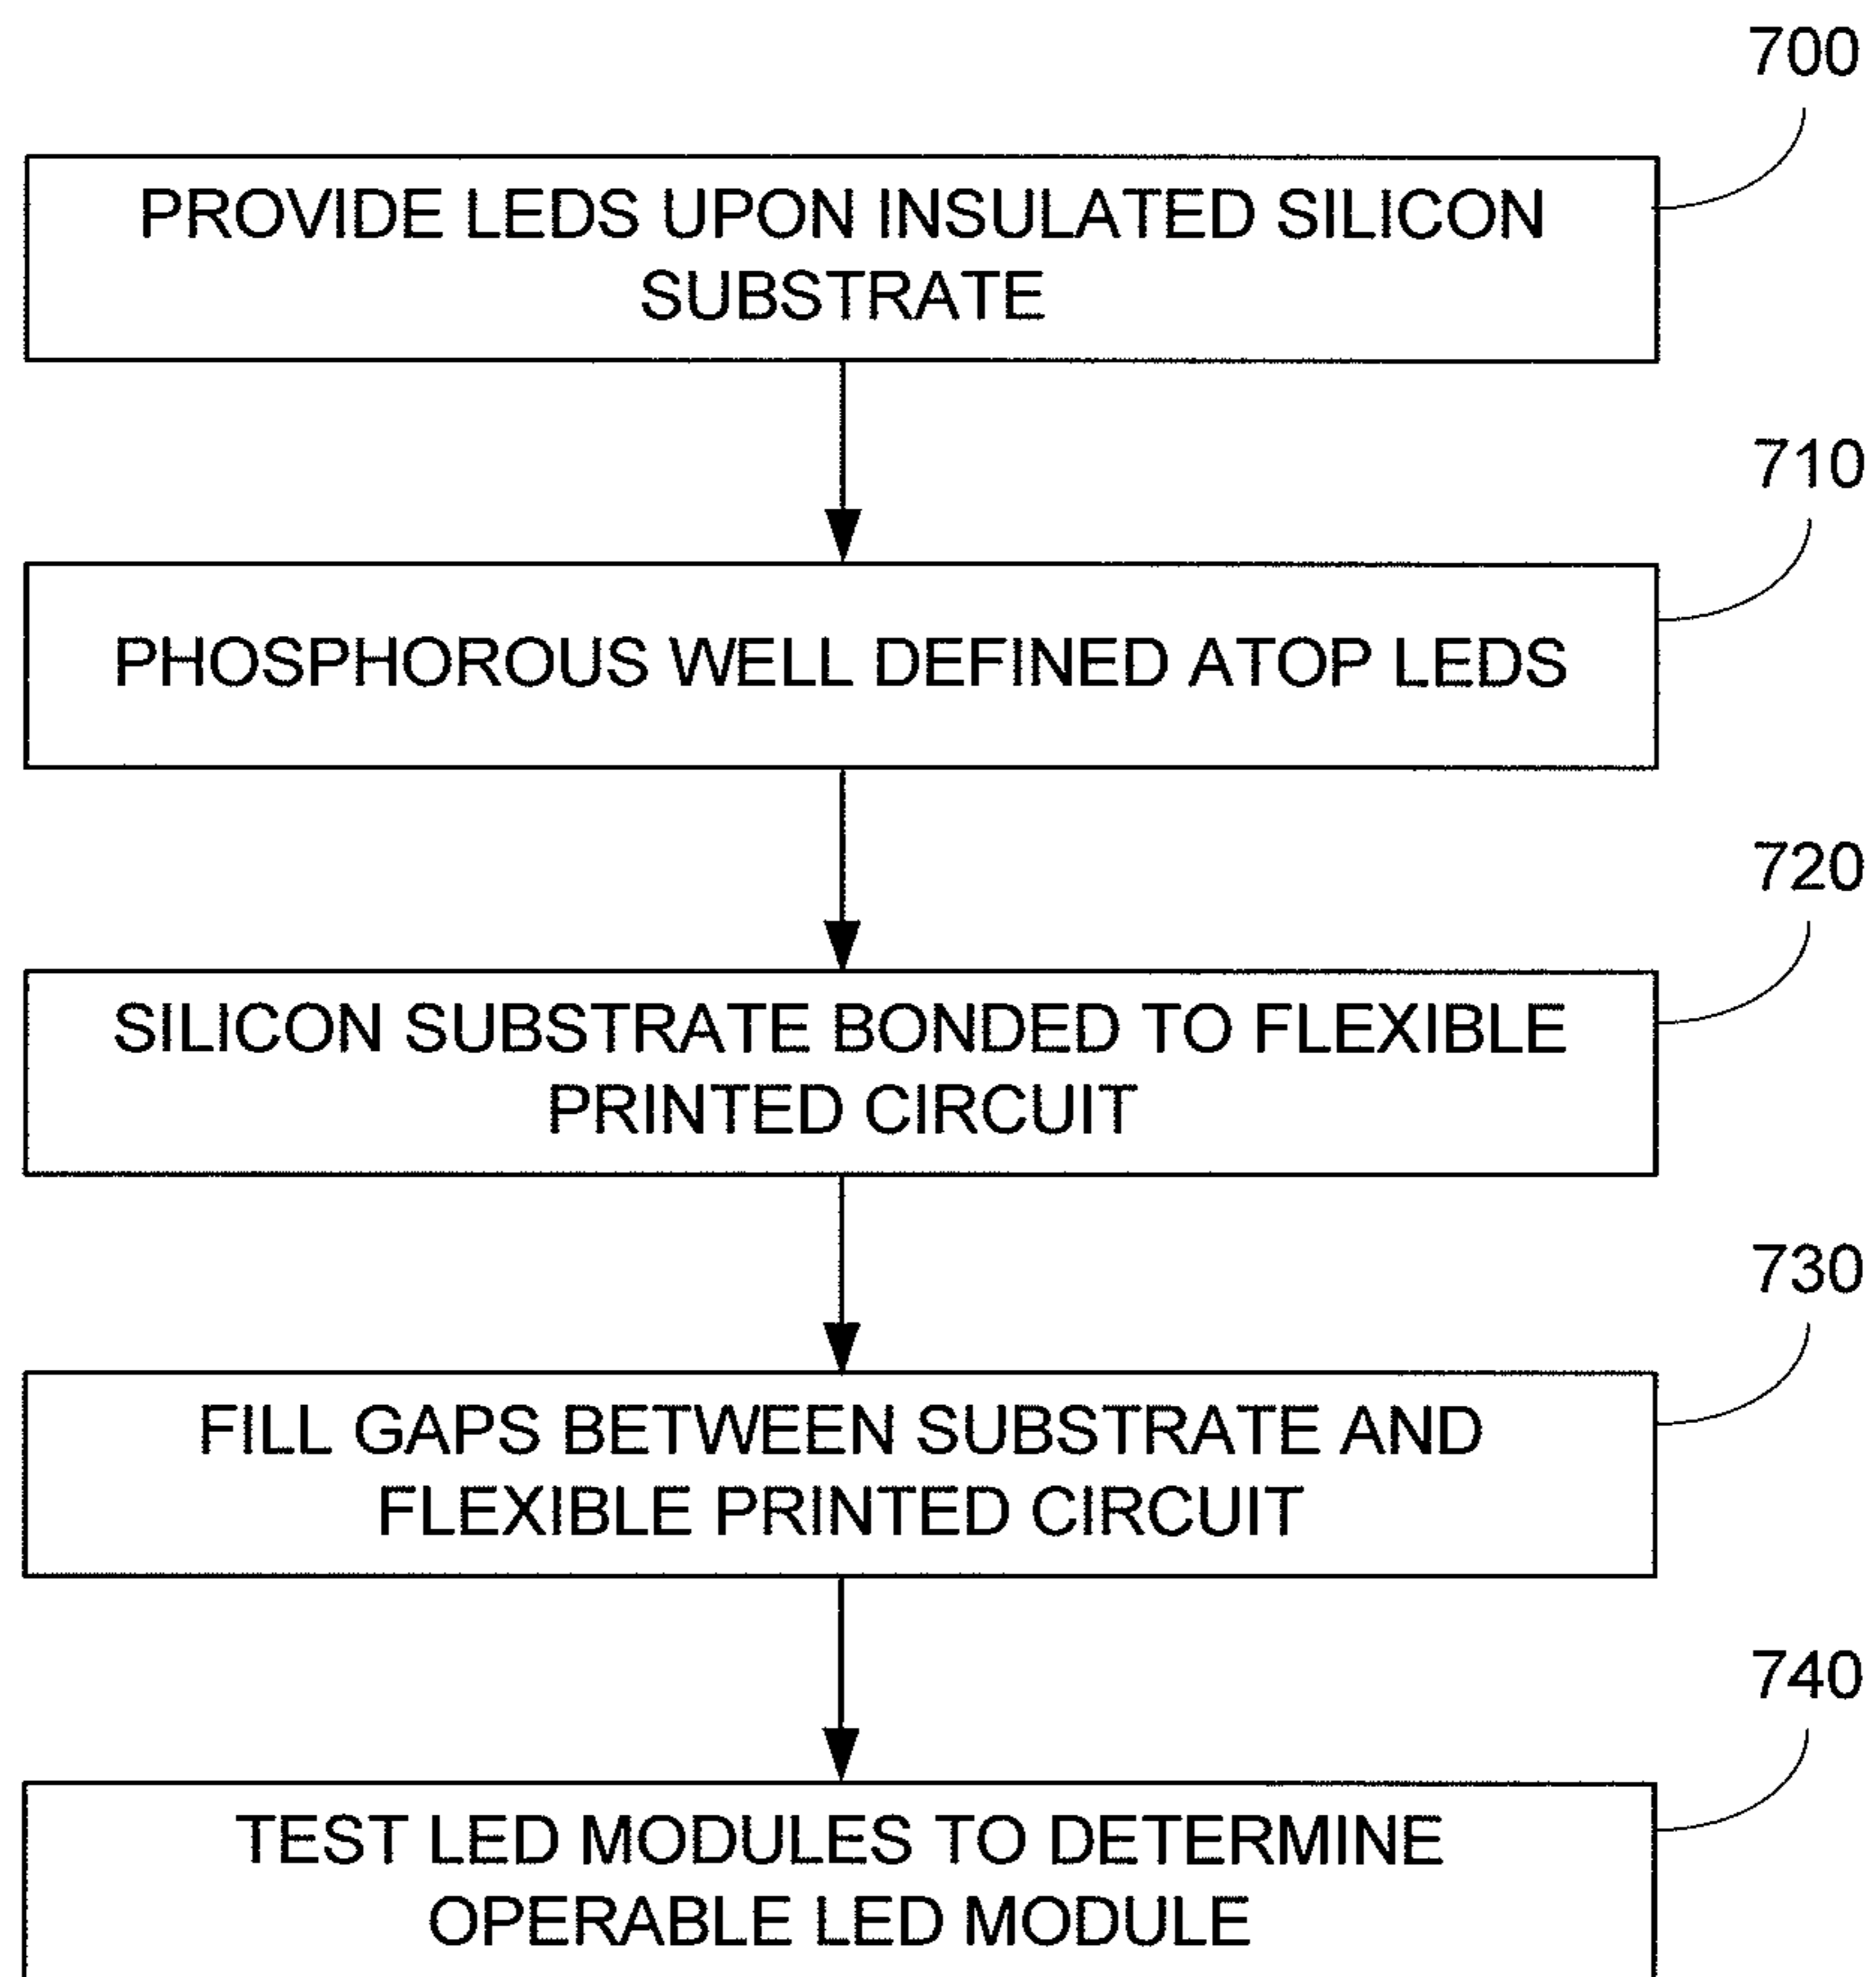 700
PROVIDE LEDS UPON INSULATED SILICON
SUBSTRATE
710
PHOSPHOROUS WELL DEFINED ATOP LEDS
720
SILICON SUBSTRATE BONDED TO FLEXIBLE
PRINTED CIRCUIT
730
FILL GAPS BETWEEN SUBSTRATE AND
FLEXIBLE PRINTED CIRCUIT
740
TEST LED MODULES TO DETERMINE
OPERABLE LED MODULE